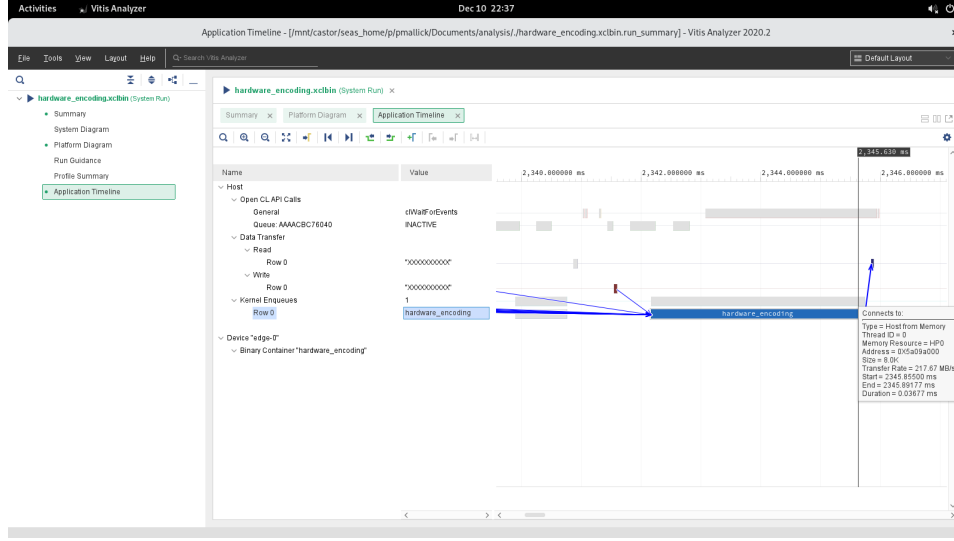 Activities Vitis Analyzer Dec 10 22:37
Application Timeline - [/mnt/castor/seas_home/p/pmallick/Documents/analysis/./hardware_encoding.xclbin.run_summary] - Vitis Analyzer 2020.2
File Tools View Layout Help Q- Search Vitis Analyzer Default Layout
hardware_encoding.xclbin (System Run)
Summary
System Diagram
Platform Diagram
Run Guidance
Profile Summary
Application Timeline
hardware_encoding.xclbin (System Run) ×
Summary × Platform Diagram × Application Timeline ×
2,345.630 ms
Name Value 2,340.000000 ms 2,342.000000 ms 2,344.000000 ms 2,346.000000 ms
Host
Open CL API Calls
General clWaitForEvents
Queue: AAAACBC76040 INACTIVE
Data Transfer
Read
Row 0 "XXXXXXXXXX"
Write
Row 0 "XXXXXXXXXX"
Kernel Enqueues 1
Row 0 hardware_encoding hardware_encoding
Device "edge-0"
Binary Container "hardware_encoding"
Connects to:
Type = Host from Memory
Thread ID = 0
Memory Resource = HP0
Address = 0X5a09a000
Size = 8.0K
Transfer Rate = 217.67 MB/s
Start = 2345.85500 ms
End = 2345.89177 ms
Duration = 0.03677 ms